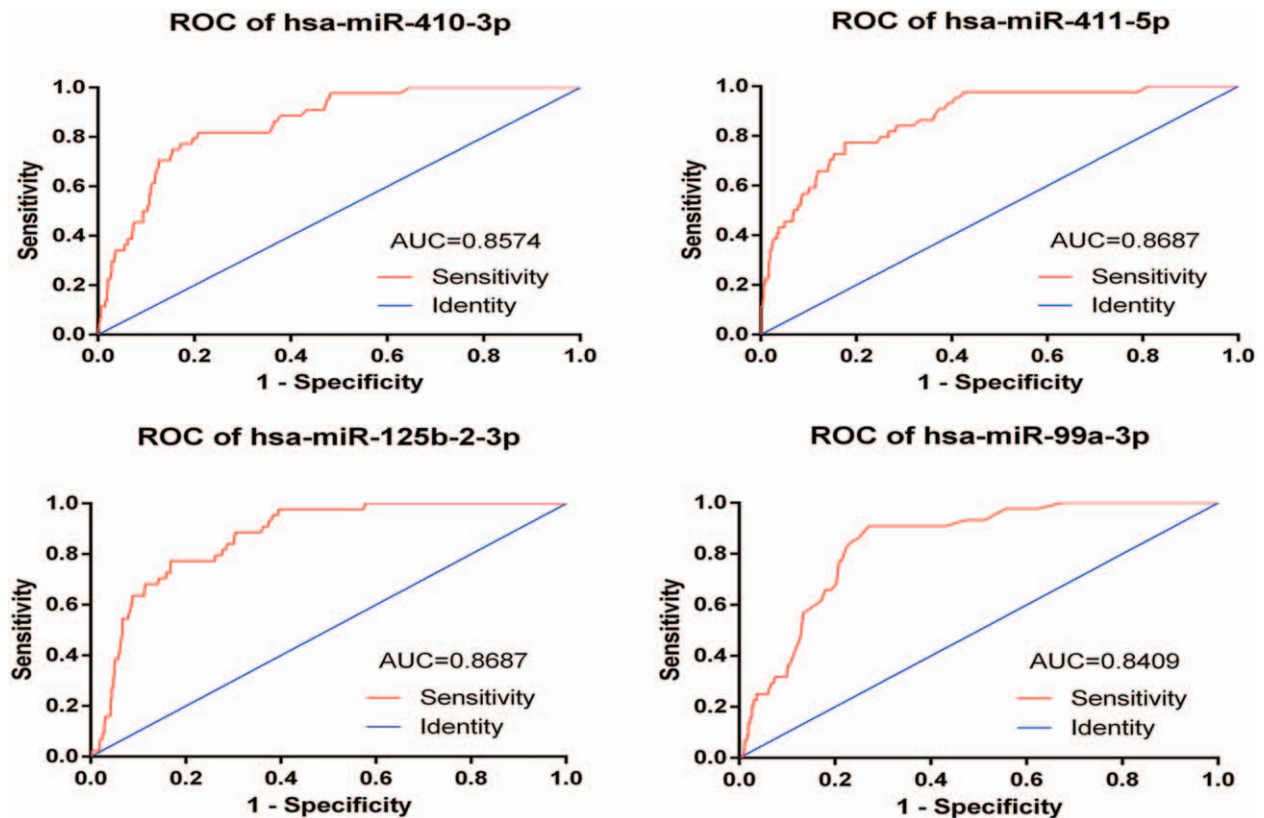 ROC of hsa-miR-410-3p
1.0
0.8
0.6
0.4
0.2
0.0
Sensitivity
AUC=0.8574
Sensitivity
Identity
0.0 0.2 0.4 0.6 0.8 1.0
1 - Specificity
ROC of hsa-miR-411-5p
1.0
0.8
0.6
0.4
0.2
0.0
Sensitivity
AUC=0.8687
Sensitivity
Identity
0.0 0.2 0.4 0.6 0.8 1.0
1 - Specificity
ROC of hsa-miR-125b-2-3p
1.0
0.8
0.6
0.4
0.2
0.0
Sensitivity
AUC=0.8687
Sensitivity
Identity
0.0 0.2 0.4 0.6 0.8 1.0
1 - Specificity
ROC of hsa-miR-99a-3p
1.0
0.8
0.6
0.4
0.2
0.0
Sensitivity
AUC=0.8409
Sensitivity
Identity
0.0 0.2 0.4 0.6 0.8 1.0
1 - Specificity